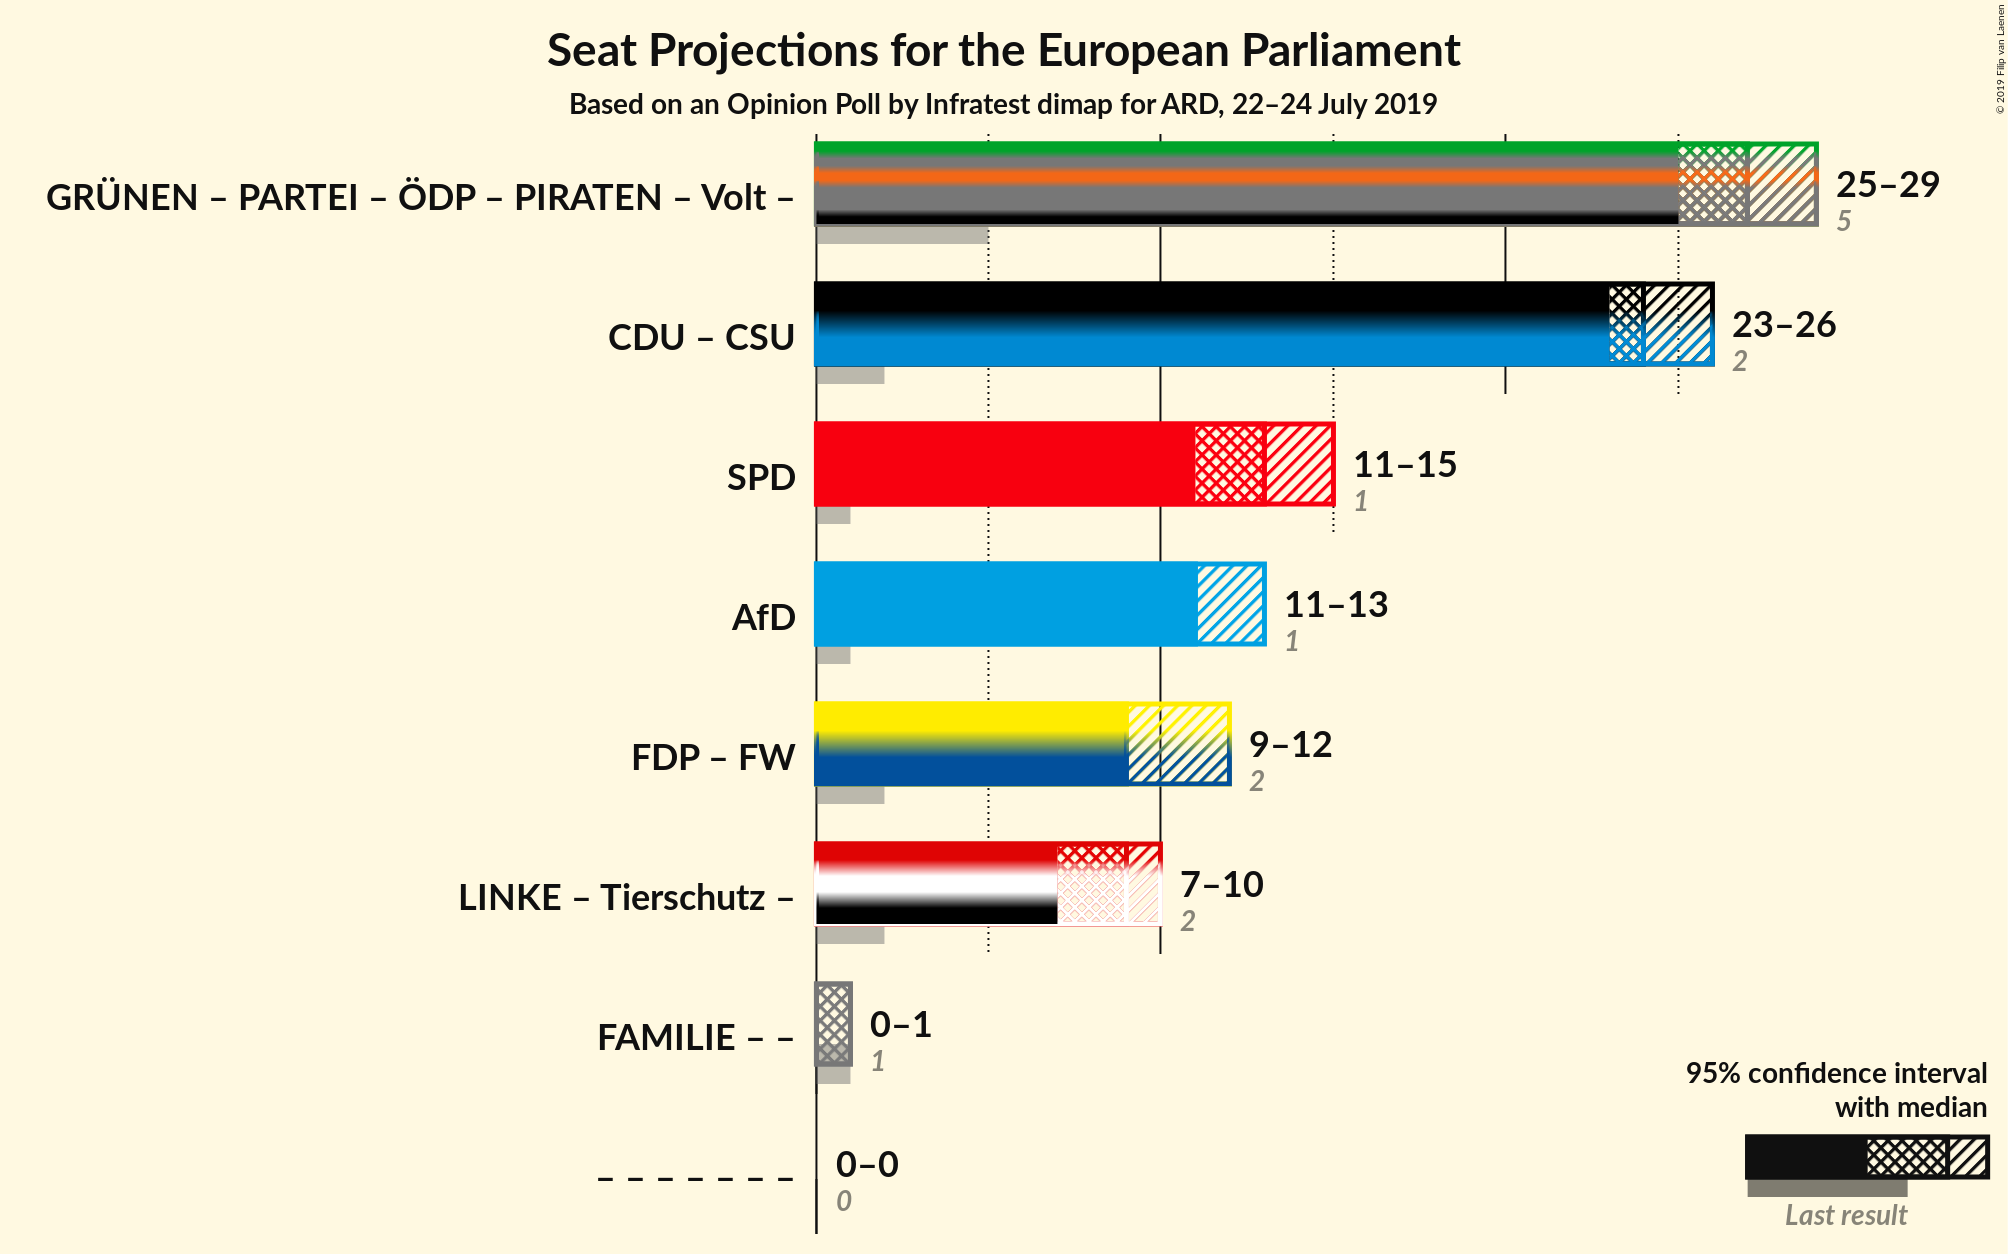 Seat Projections for the European Parliament
Based on an Opinion Poll by Infratest dimap for ARD, 22–24 July 2019
© 2019 Filip van Laenen
GRÜNEN – PARTEI – ÖDP – PIRATEN – Volt –
25–29
5
CDU – CSU
23–26
2
SPD
11–15
1
AfD
11–13
1
FDP – FW
9–12
2
LINKE – Tierschutz –
7–10
2
FAMILIE – –
0–1
1
– – – – – – –
0–0
0
95% confidence interval
with median
Last result